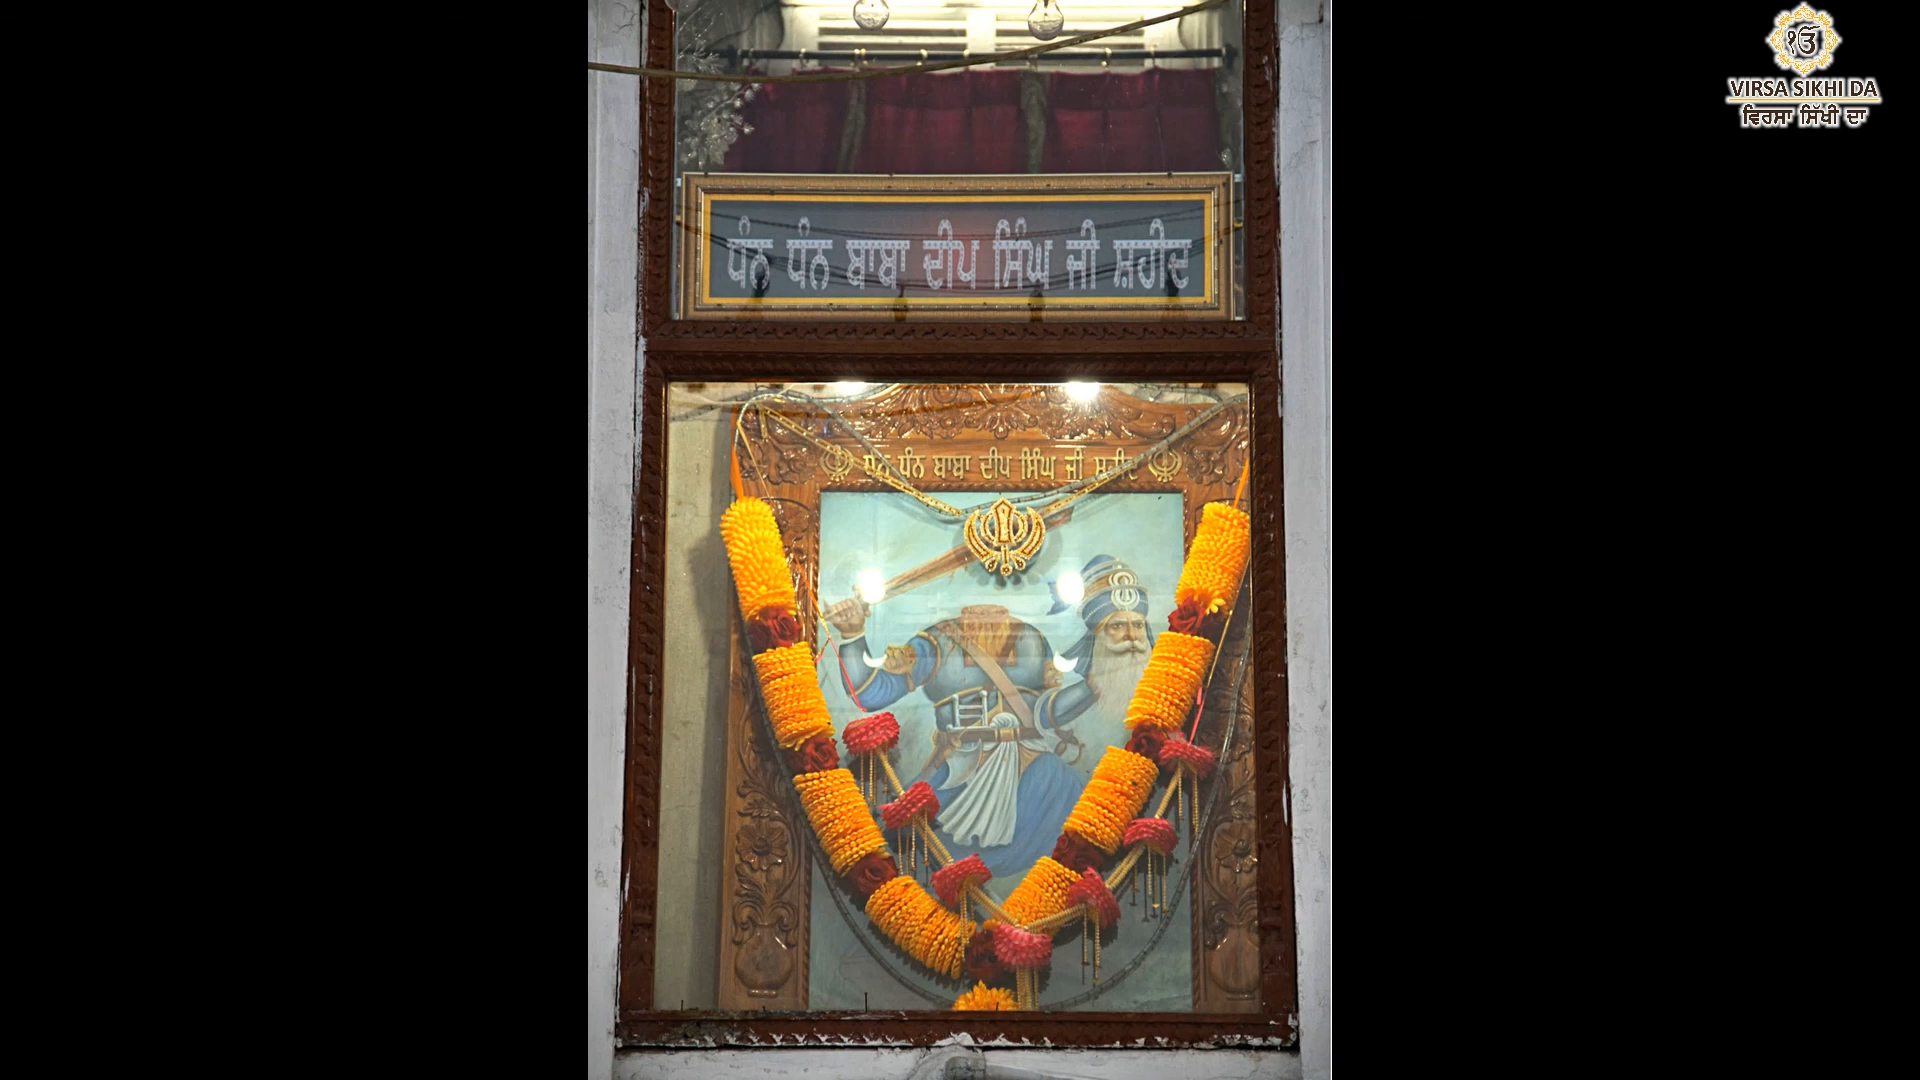 ੴ
VIRSA SIKHI DA
ਵਿਰਸਾ ਸਿੱਖੀ ਦਾ
ਧੰਨ ਧੰਨ ਬਾਬਾ ਦੀਪ ਸਿੰਘ ਜੀ ਸ਼ਹੀਦ
ਧੰਨ ਧੰਨ ਬਾਬਾ ਦੀਪ ਸਿੰਘ ਜੀ ਸ਼ਹੀਦ